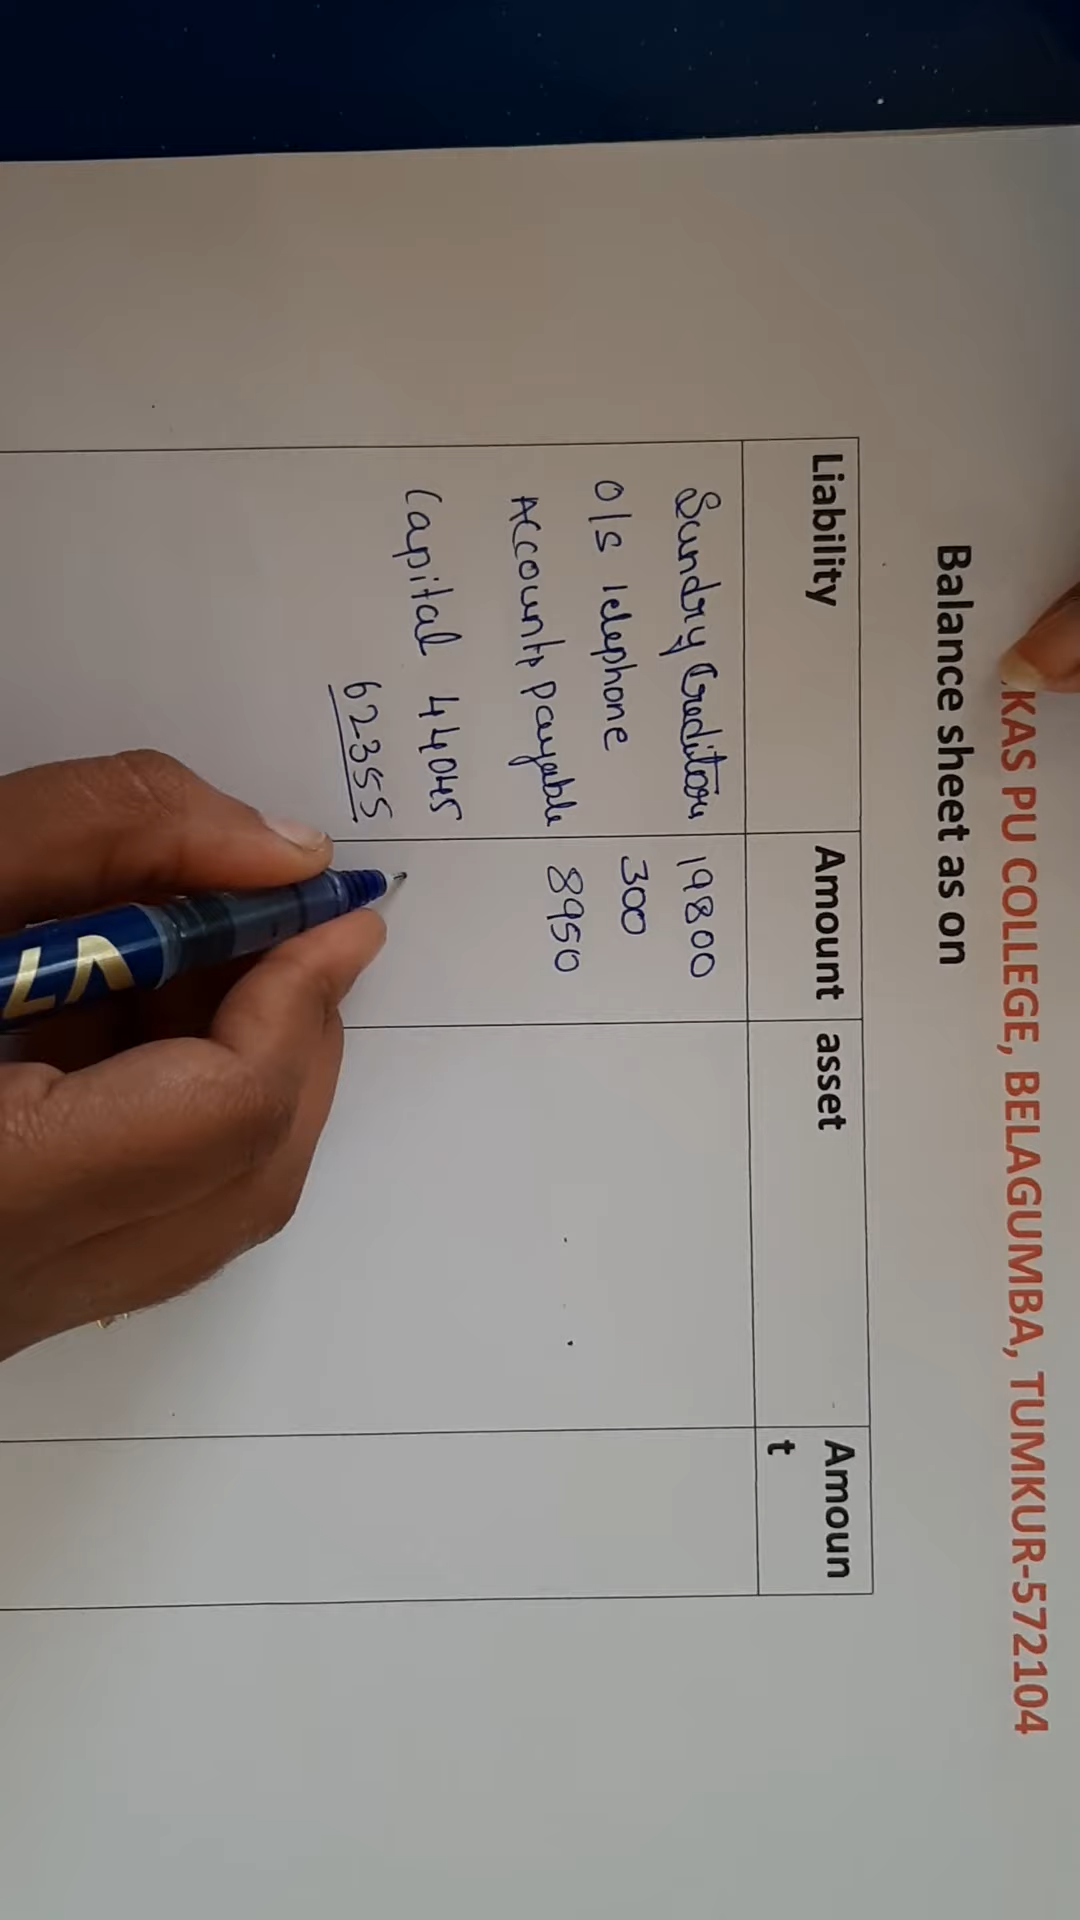 KAS PU COLLEGE, BELAGUMBA, TUMKUR-572104
Balance sheet as on
Liability Amount asset Amoun
t
Sundry Creditors 19800
O/S telephone 300
Accounts payable 8950
Capital 44045
62355
V7